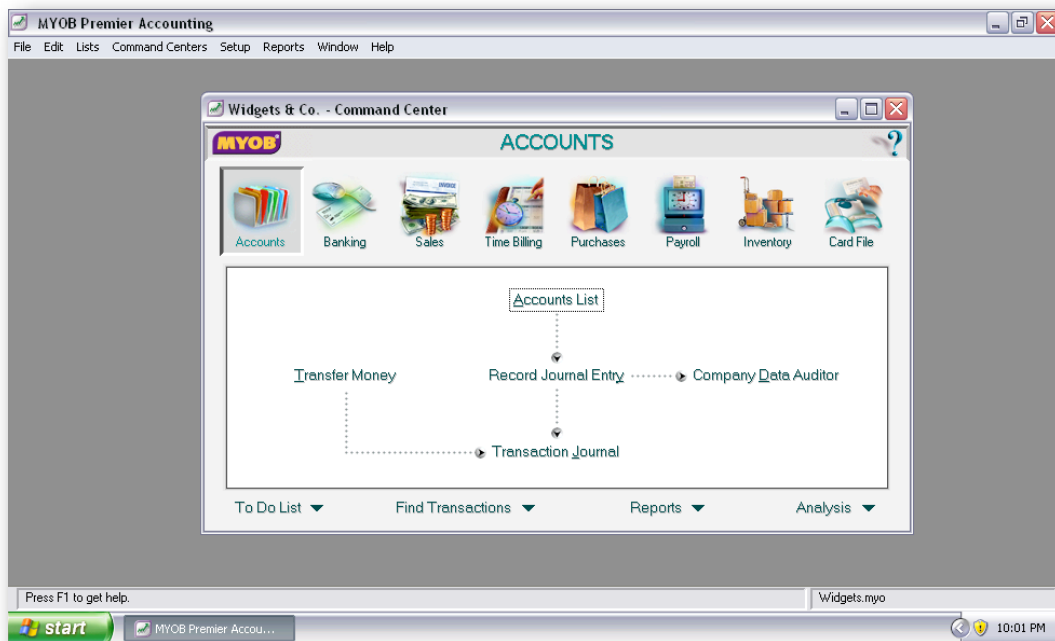 MYOB Premier Accounting
File Edit Lists Command Centers Setup Reports Window Help
Widgets & Co. - Command Center
MYOB ACCOUNTS
INVOICE
Accounts Banking Sales Time Billing Purchases Payroll Inventory Card File
Accounts List
Transfer Money Record Journal Entry Company Data Auditor
Transaction Journal
To Do List Find Transactions Reports Analysis
Press F1 to get help. Widgets.myo
start MYOB Premier Accou... 10:01 PM